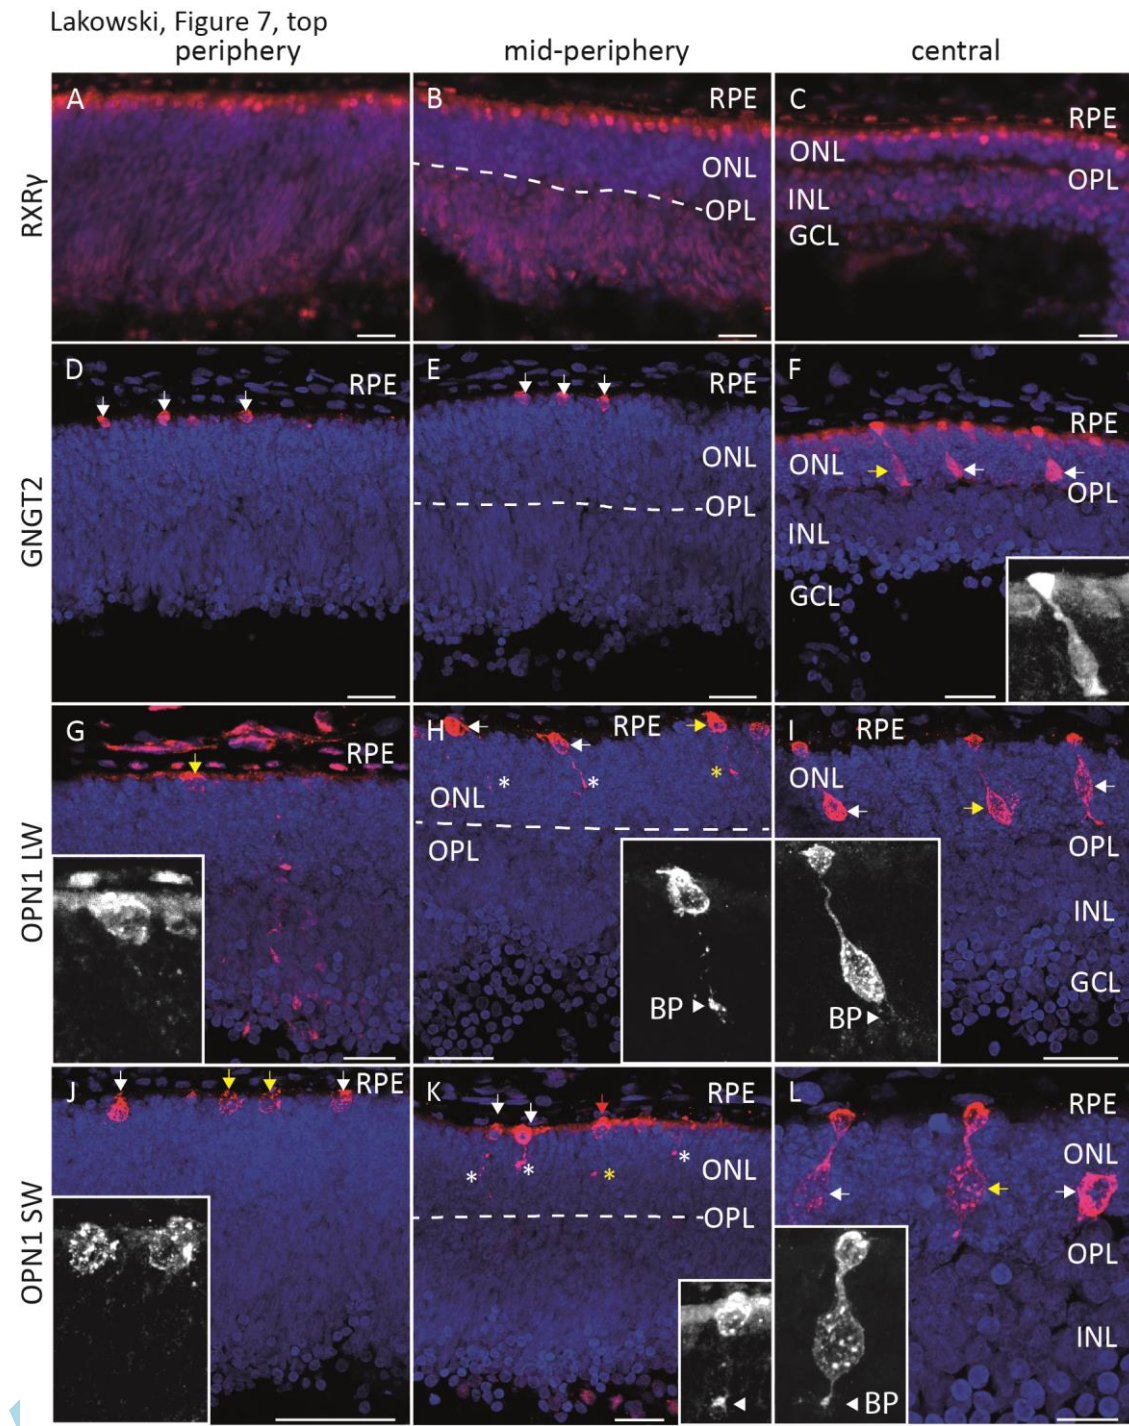 Lakowski, Figure 7, top
periphery mid-periphery central
RXRγ
A RPE
B RPE
ONL
OPL
C RPE
ONL
OPL
INL
GCL
GNGT2
D RPE
E RPE
ONL
OPL
F RPE
ONL
OPL
INL
GCL
OPN1 LW
G RPE
H RPE
* * *
ONL
OPL
BP
I RPE
ONL
OPL
INL
GCL
BP
OPN1 SW
J RPE
K RPE
* * * *
ONL
OPL
L RPE
ONL
OPL
INL
BP